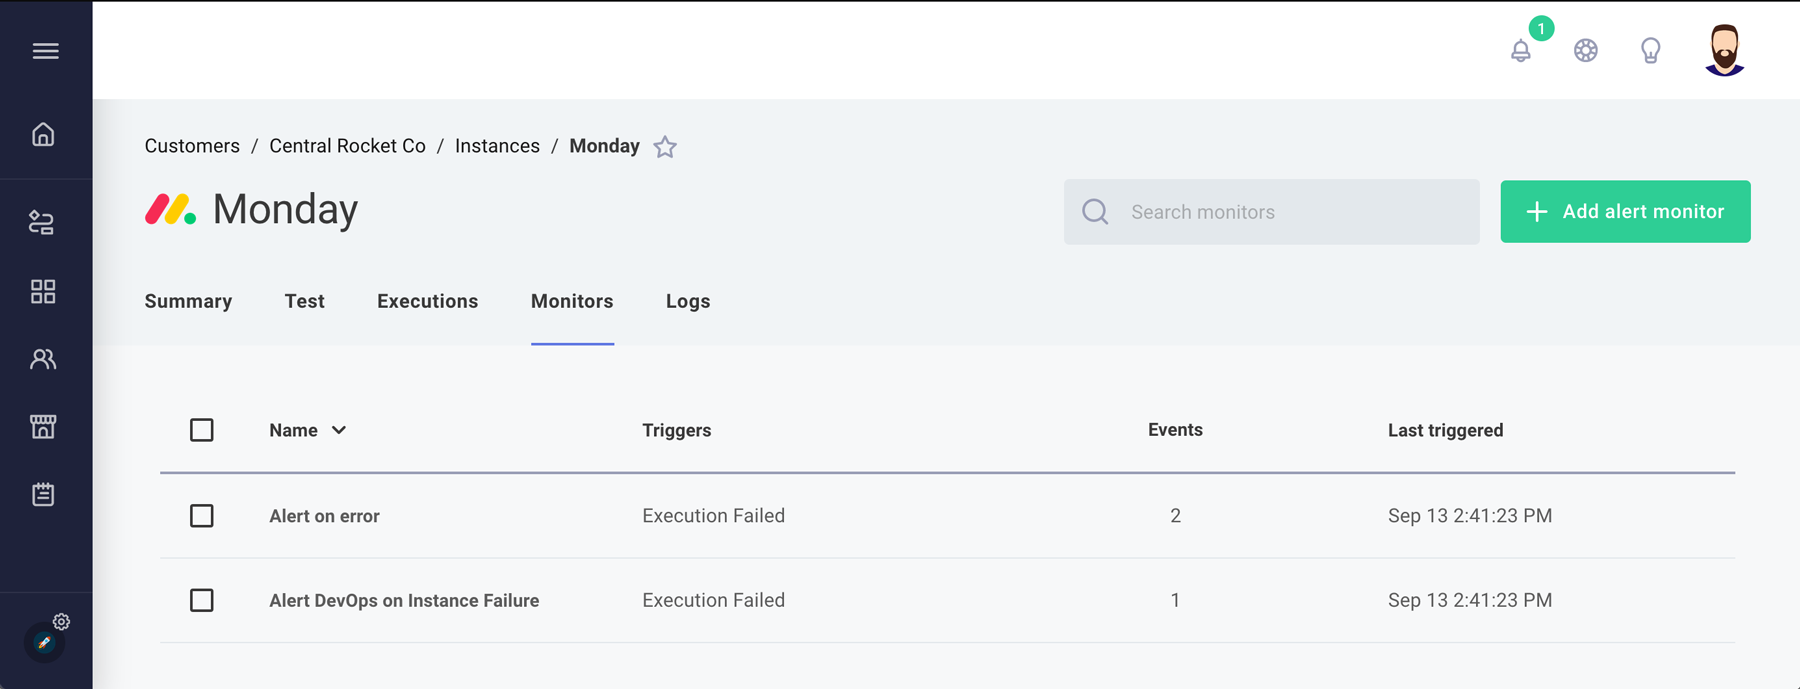 1
Customers / Central Rocket Co / Instances / Monday
Monday
Search monitors
+ Add alert monitor
Summary Test Executions Monitors Logs
Name Triggers Events Last triggered
Alert on error Execution Failed 2 Sep 13 2:41:23 PM
Alert DevOps on Instance Failure Execution Failed 1 Sep 13 2:41:23 PM